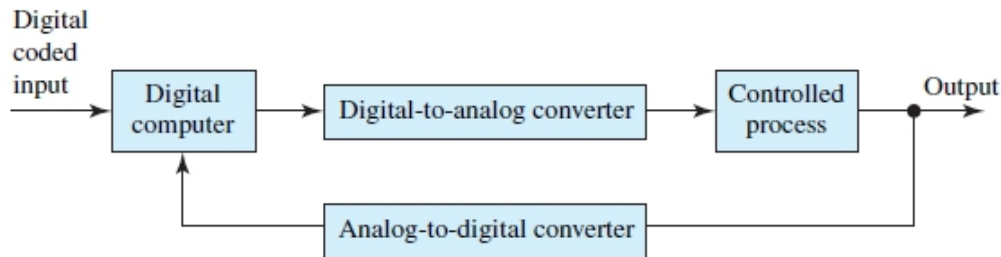 Digital
coded
input
Digital
computer
Digital-to-analog converter
Controlled
process
Output
Analog-to-digital converter